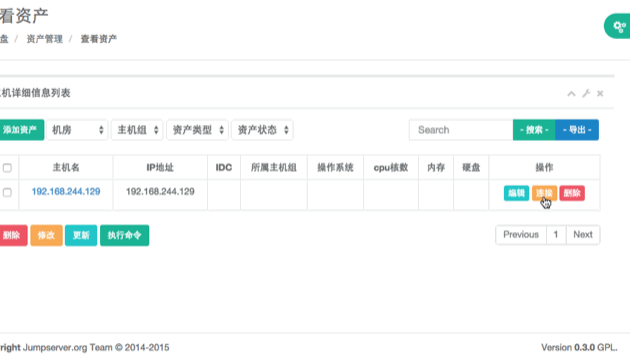 看资产
盘 / 资产管理 / 查看资产
机详细信息列表
添加资产 机房 主机组 资产类型 资产状态 Search - 搜索 - - 导出 -
主机名 IP地址 IDC 所属主机组 操作系统 cpu核数 内存 硬盘 操作
192.168.244.129 192.168.244.129 编辑 连接 删除
删除 修改 更新 执行命令 Previous 1 Next
right Jumpserver.org Team © 2014-2015 Version 0.3.0 GPL.